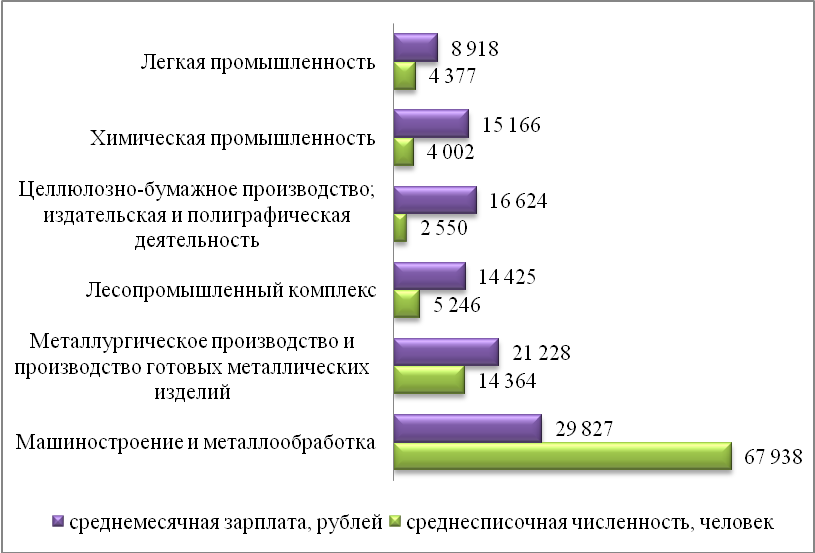 Легкая промышленность
8 918
4 377
Химическая промышленность
15 166
4 002
Целлюлозно-бумажное производство;
издательская и полиграфическая
деятельность
16 624
2 550
Лесопромышленный комплекс
14 425
5 246
Металлургическое производство и
производство готовых металлических
изделий
21 228
14 364
Машиностроение и металлообработка
29 827
67 938
среднемесячная зарплата, рублей среднесписочная численность, человек